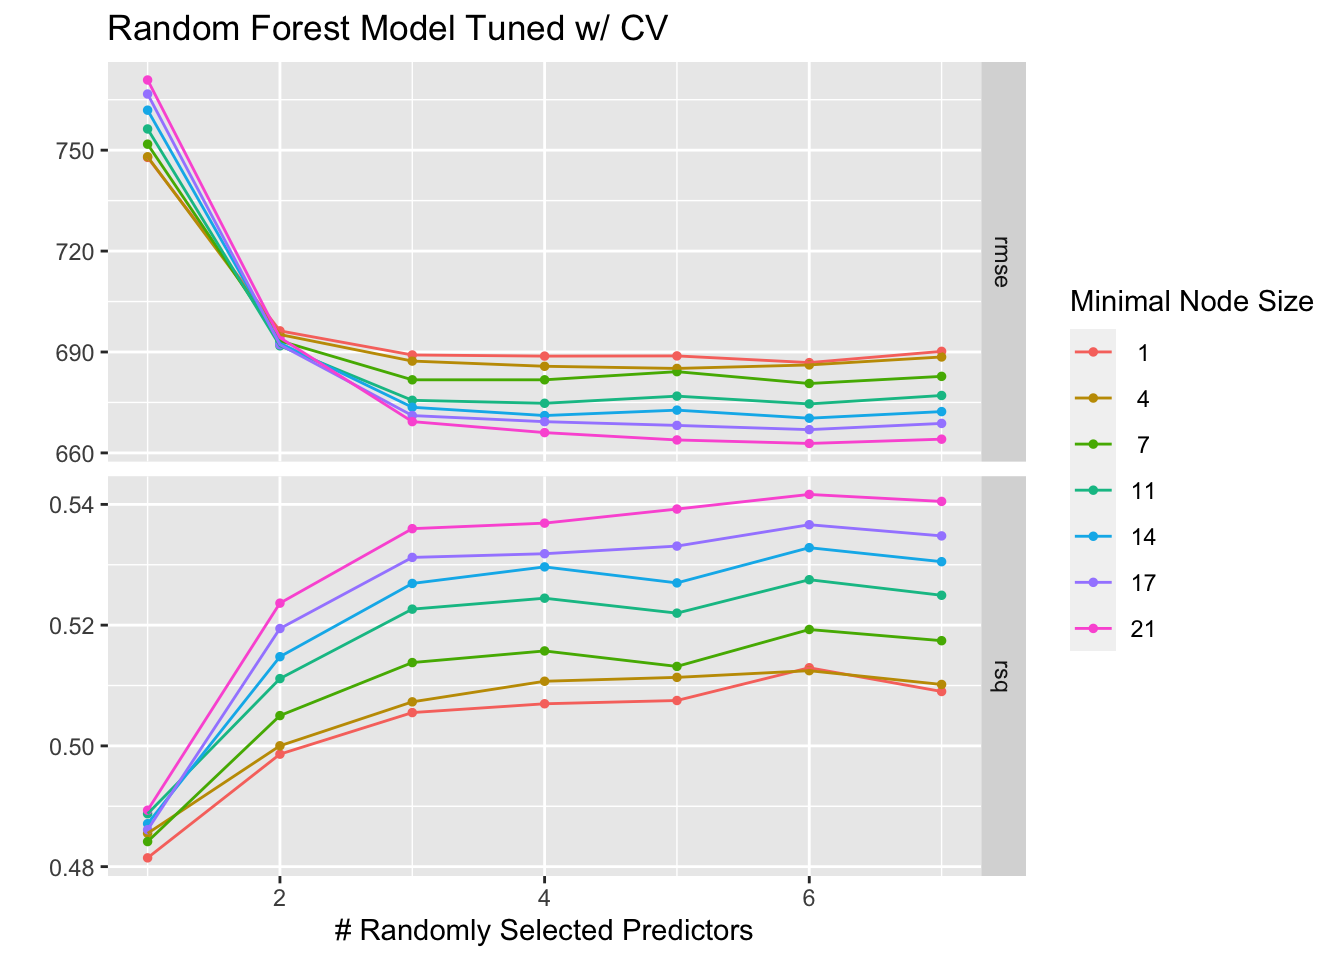 Random Forest Model Tuned w/ CV
750
720
690
660
rmse
0.54
0.52
0.50
0.48
rsq
2 4 6
# Randomly Selected Predictors
Minimal Node Size
1
4
7
11
14
17
21